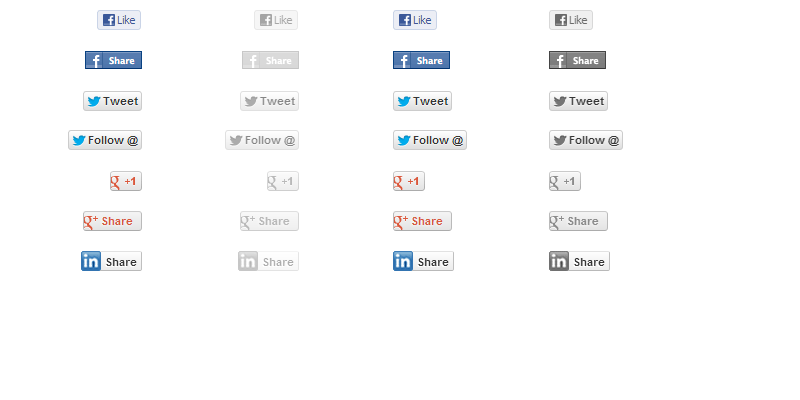 Like Like Like Like
f Share f Share f Share f Share
Tweet Tweet Tweet Tweet
Follow @ Follow @ Follow @ Follow @
g +1 g +1 g +1 g +1
g+ Share g+ Share g+ Share g+ Share
in Share in Share in Share in Share